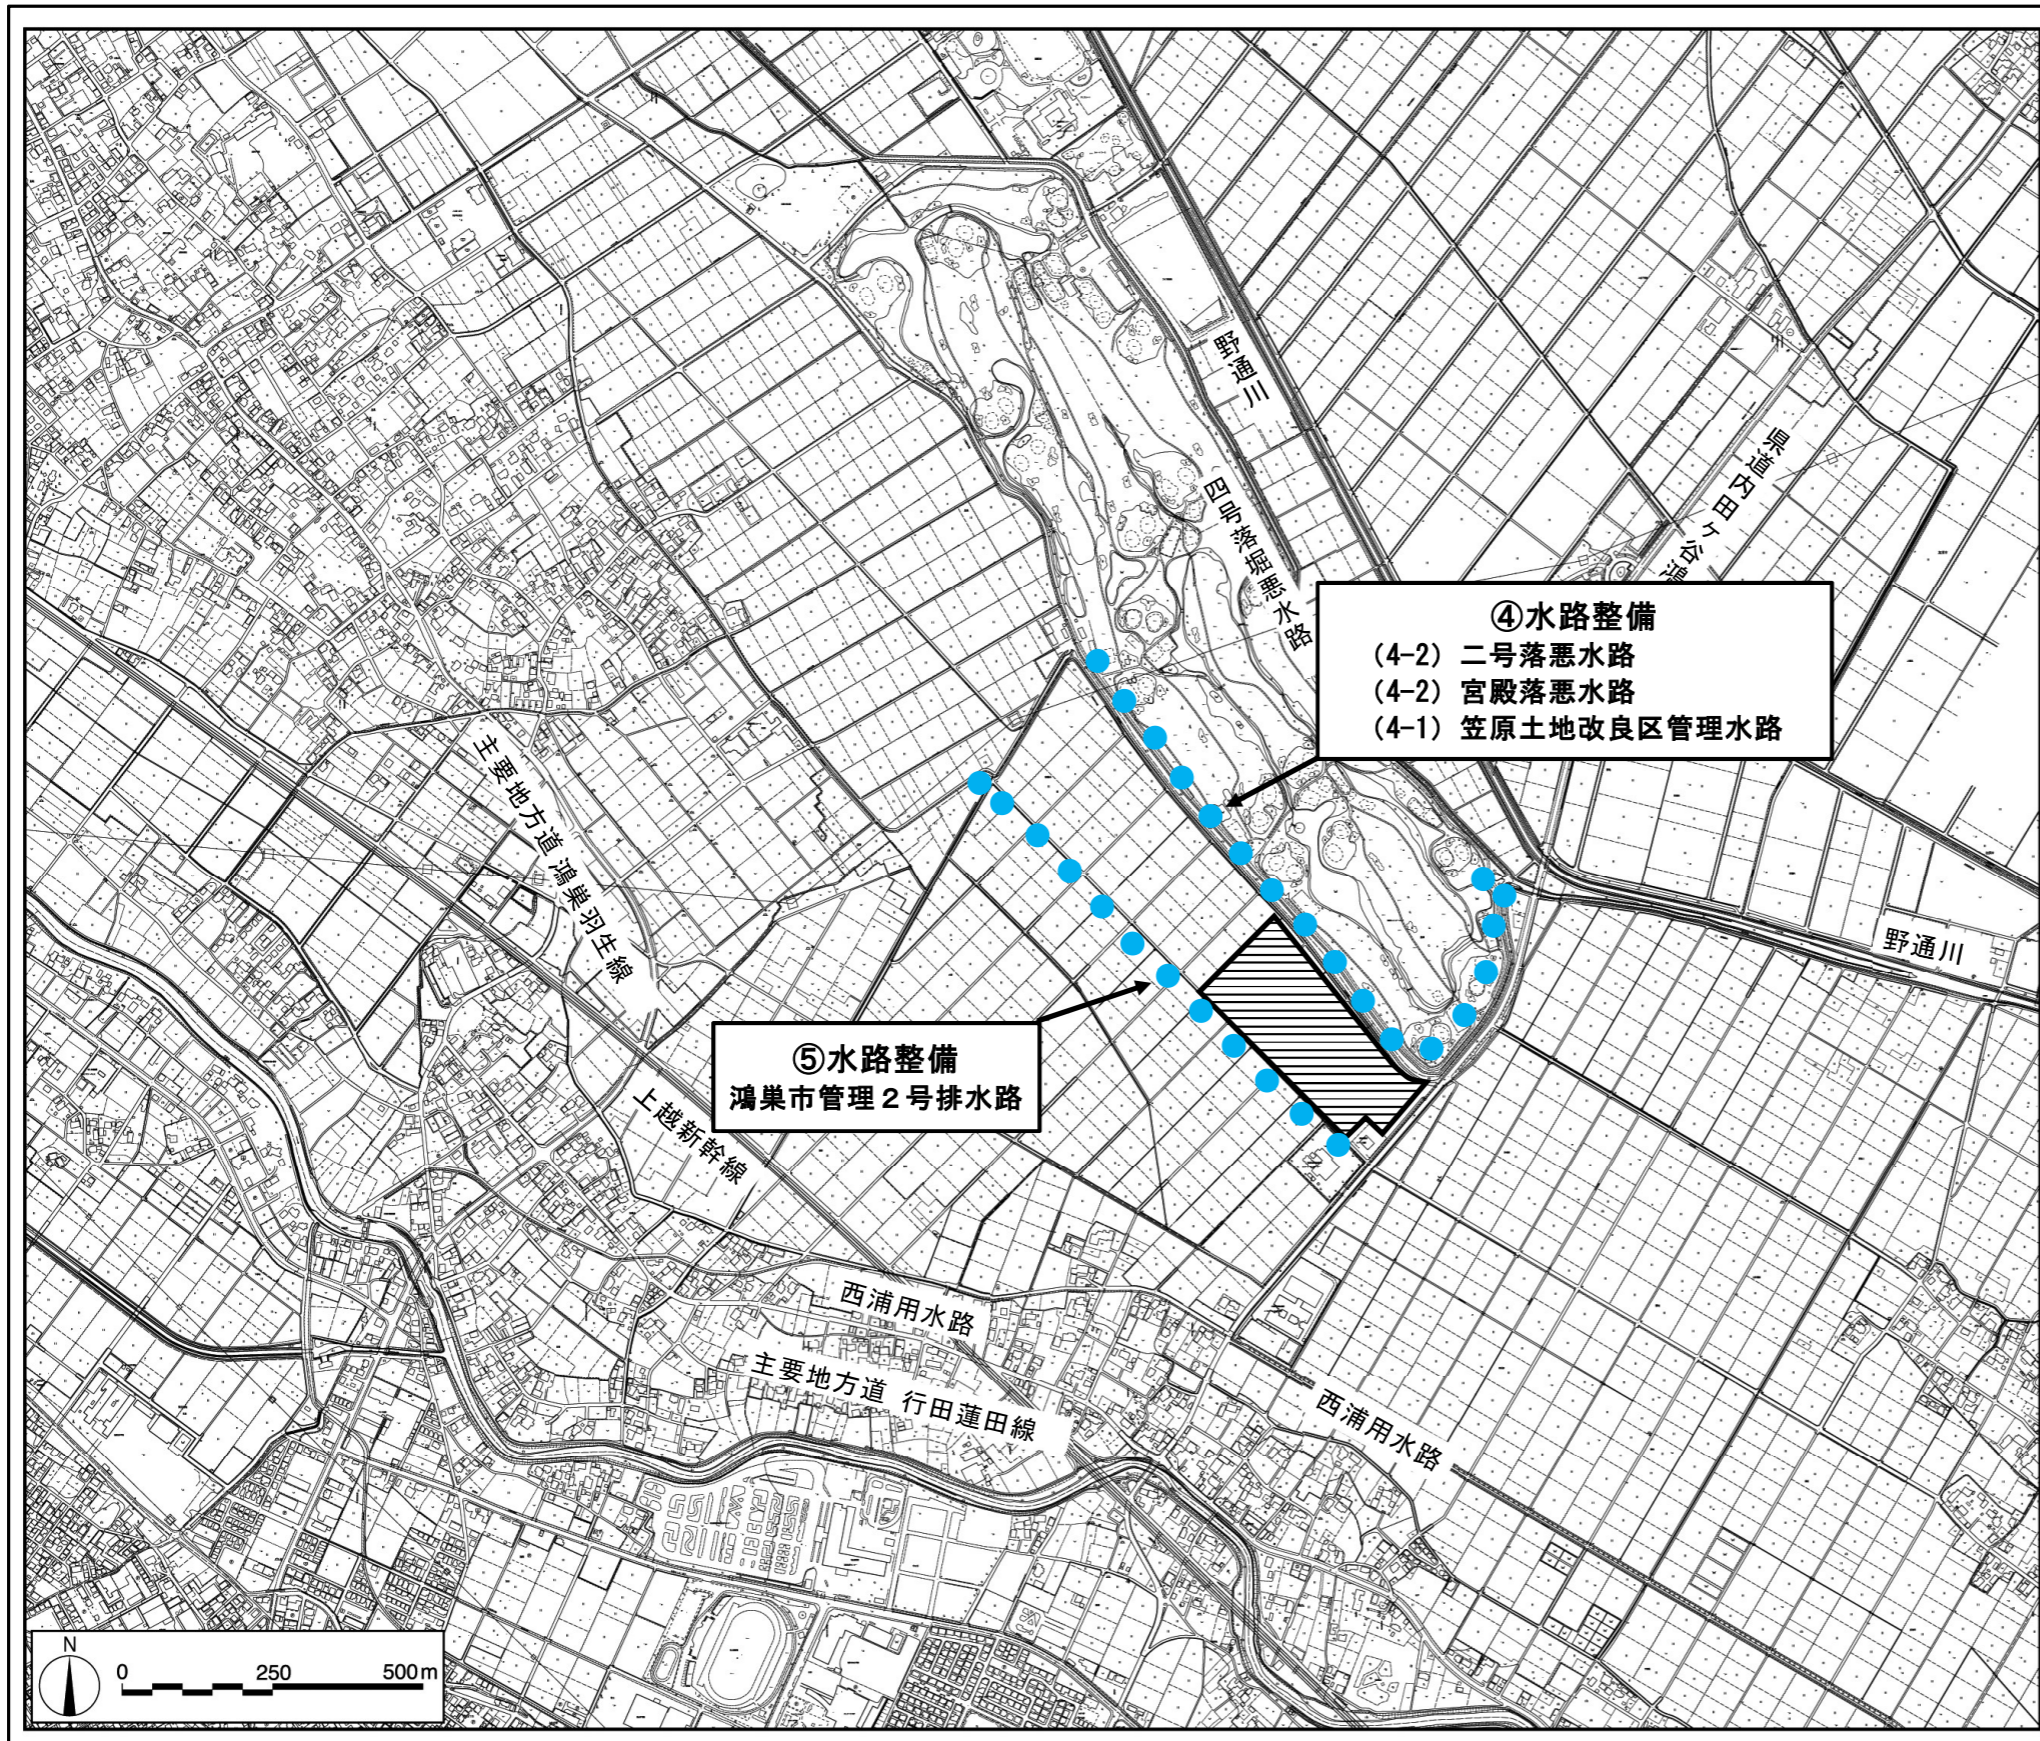 野通川
県道内田ヶ谷鴻
四号落堀悪水路
④水路整備
（4-2）二号落悪水路
（4-2）宮殿落悪水路
（4-1）笠原土地改良区管理水路
主要地方道 鴻巣羽生線
野通川
⑤水路整備
鴻巣市管理２号排水路
上越新幹線
西浦用水路
主要地方道 行田蓮田線
西浦用水路
N
0 250 500m